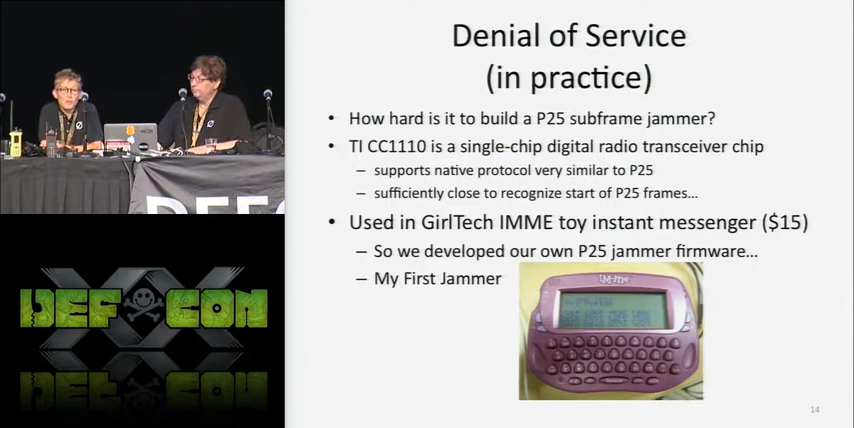 Denial of Service
(in practice)
• How hard is it to build a P25 subframe jammer?
• TI CC1110 is a single-chip digital radio transceiver chip
– supports native protocol very similar to P25
– sufficiently close to recognize start of P25 frames…
• Used in GirlTech IMME toy instant messenger ($15)
– So we developed our own P25 jammer firmware…
– My First Jammer
IM-me
14
DEF CON
XX